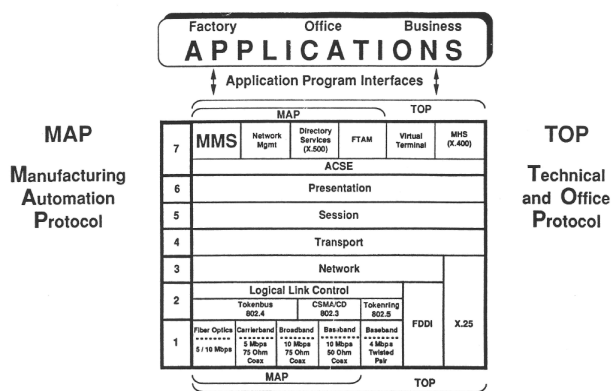 Factory Office Business
APPLICATIONS
Application Program Interfaces
MAP TOP
MAP
Manufacturing
Automation
Protocol
TOP
Technical
and Office
Protocol
7
MMS
Network
Mgmt
Directory
Services
(X.500)
FTAM
Virtual
Terminal
MHS
(X.400)
ACSE
6 Presentation
5 Session
4 Transport
3 Network
2
Logical Link Control
Tokenbus
802.4
CSMA/CD
802.3
Tokenring
802.5
FDDI
X.25
1
Fiber Optics
5 / 10 Mbps
Carrierband
5 Mbps
75 Ohm
Coax
Broadband
10 Mbps
75 Ohm
Coax
Baseband
10 Mbps
50 Ohm
Coax
Baseband
4 Mbps
Twisted
Pair
MAP
TOP